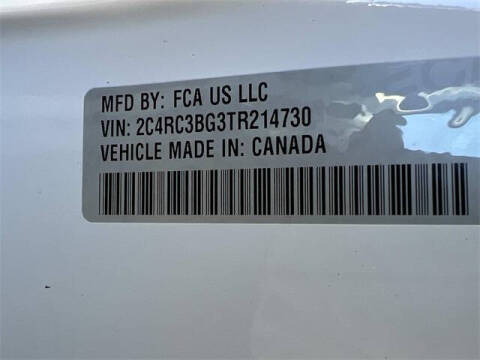 MFD BY: FCA US LLC
VIN: 2C4RC3BG3TR214730
VEHICLE MADE IN: CANADA